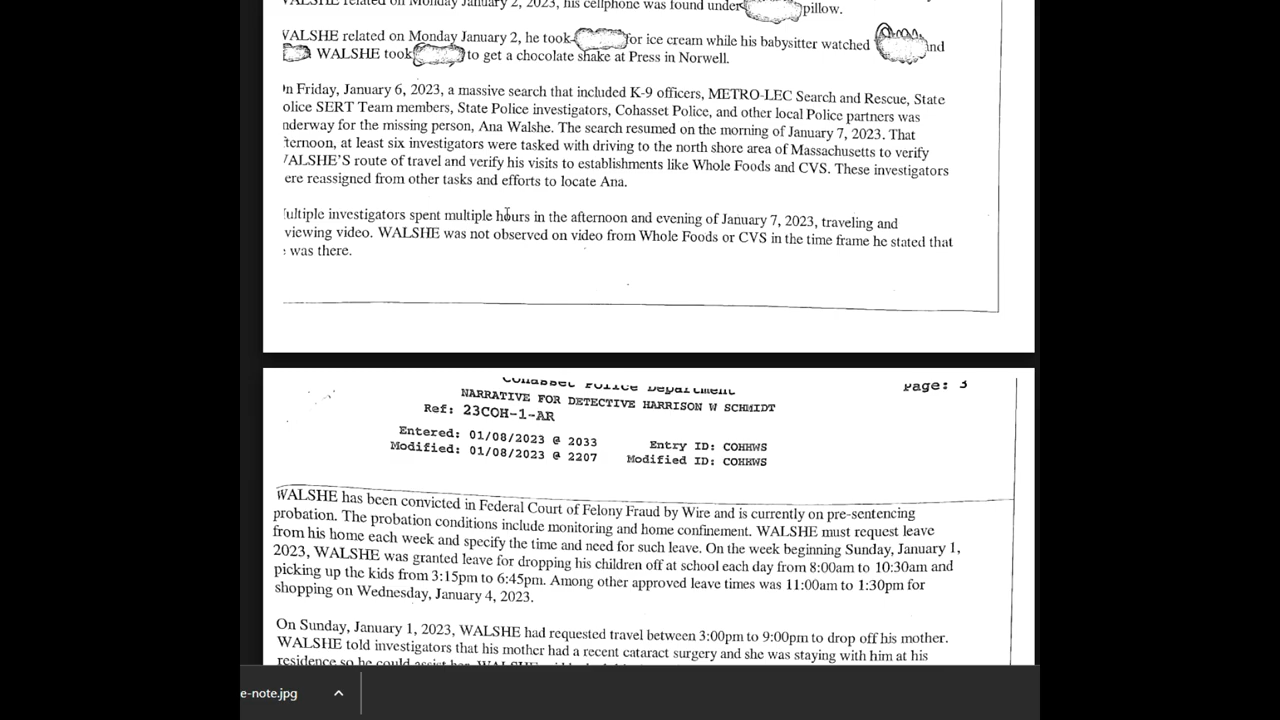 VALSHE related on Monday January 2, 2023, his cellphone was found under pillow.
VALSHE related on Monday January 2, he took for ice cream while his babysitter watched nd
WALSHE took to get a chocolate shake at Press in Norwell.
n Friday, January 6, 2023, a massive search that included K-9 officers, METRO-LEC Search and Rescue, State
olice SERT Team members, State Police investigators, Cohasset Police, and other local Police partners was
nderway for the missing person, Ana Walshe. The search resumed on the morning of January 7, 2023. That
ternoon, at least six investigators were tasked with driving to the north shore area of Massachusetts to verify
/ALSHE'S route of travel and verify his visits to establishments like Whole Foods and CVS. These investigators
ere reassigned from other tasks and efforts to locate Ana.
ultiple investigators spent multiple hours in the afternoon and evening of January 7, 2023, traveling and
viewing video. WALSHE was not observed on video from Whole Foods or CVS in the time frame he stated that
: was there.
Cohasset Police Department
Page: 3
NARRATIVE FOR DETECTIVE HARRISON W SCHMIDT
Ref: 23COH-1-AR
Entered: 01/08/2023 @ 2033 Entry ID: COHHWS
Modified: 01/08/2023 @ 2207 Modified ID: COHHWS
WALSHE has been convicted in Federal Court of Felony Fraud by Wire and is currently on pre-sentencing
probation. The probation conditions include monitoring and home confinement. WALSHE must request leave
from his home each week and specify the time and need for such leave. On the week beginning Sunday, January 1,
2023, WALSHE was granted leave for dropping his children off at school each day from 8:00am to 10:30am and
picking up the kids from 3:15pm to 6:45pm. Among other approved leave times was 11:00am to 1:30pm for
shopping on Wednesday, January 4, 2023.
On Sunday, January 1, 2023, WALSHE had requested travel between 3:00pm to 9:00pm to drop off his mother.
WALSHE told investigators that his mother had a recent cataract surgery and she was staying with him at his
residence so he could assist her.
e-note.jpg